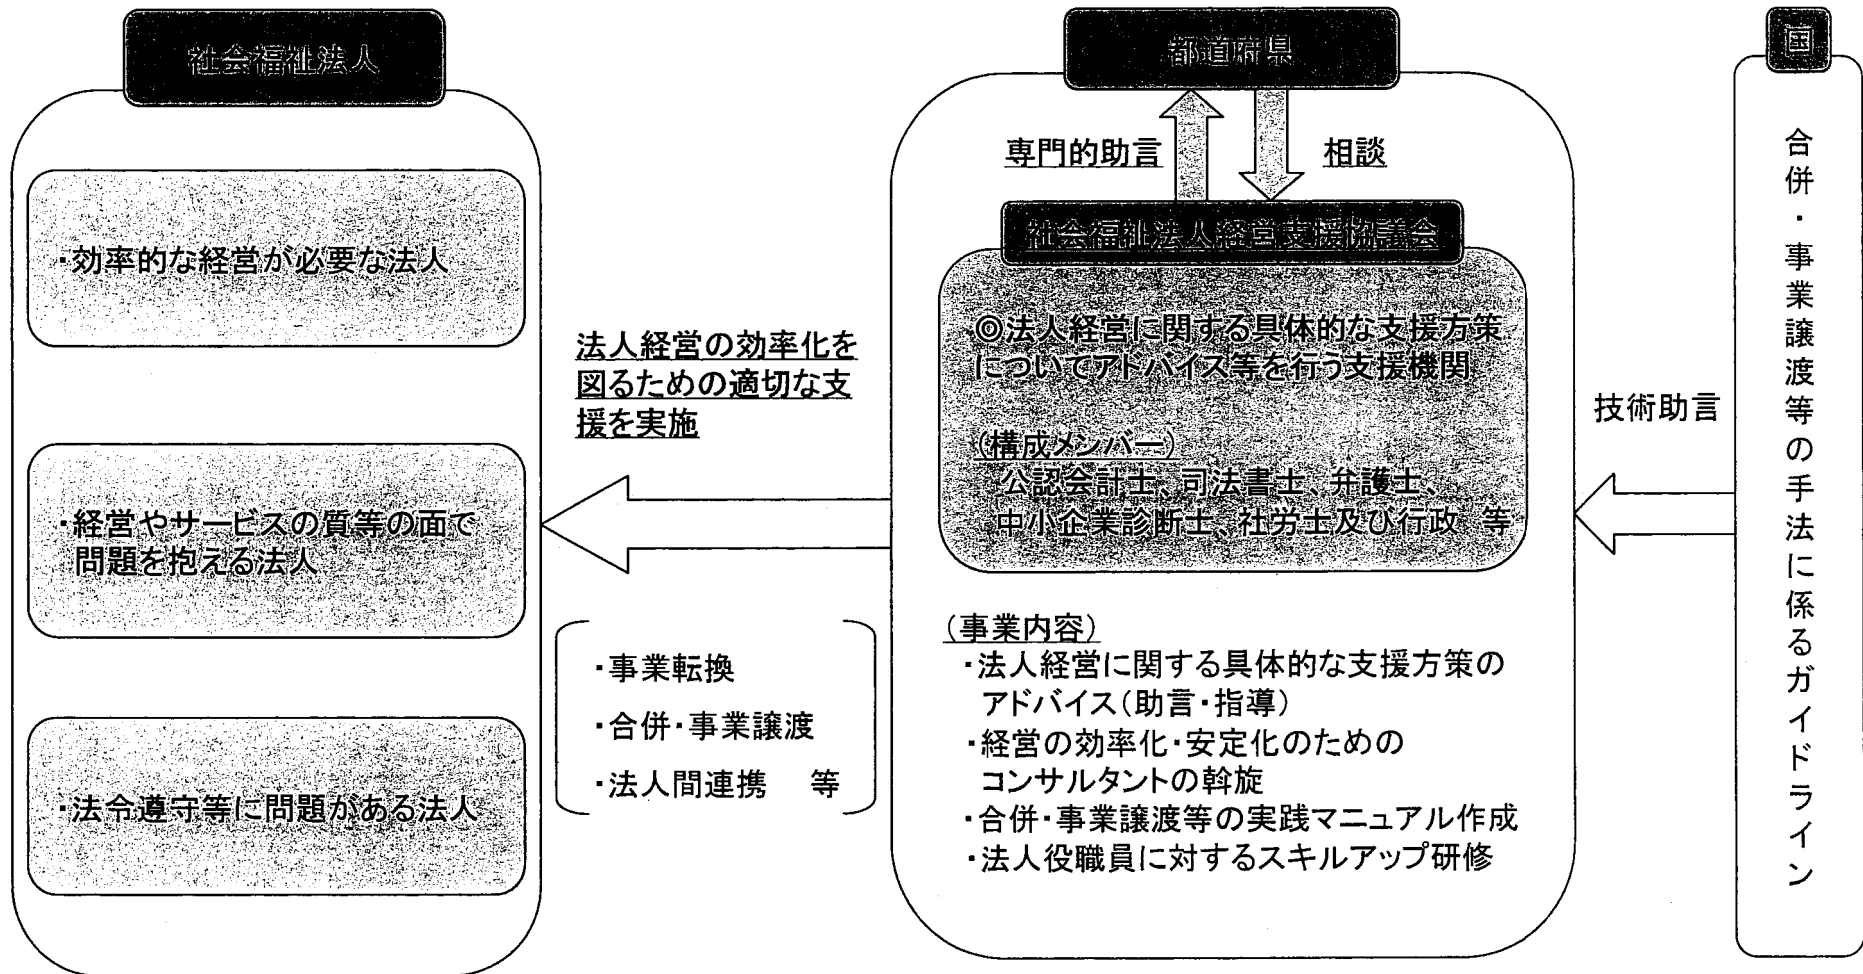 社会福祉法人
・効率的な経営が必要な法人
・経営やサービスの質等の面で
問題を抱える法人
・法令遵守等に問題がある法人
法人経営の効率化を
図るための適切な支
援を実施
・事業転換
・合併・事業譲渡
・法人間連携　等
都道府県
専門的助言
相談
社会福祉法人経営支援協議会
◎法人経営に関する具体的な支援方策
についてアドバイス等を行う支援機関
(構成メンバー)
公認会計士、司法書士、弁護士、
中小企業診断士、社労士及び行政　等
(事業内容)
・法人経営に関する具体的な支援方策の
アドバイス(助言・指導)
・経営の効率化・安定化のための
コンサルタントの斡旋
・合併・事業譲渡等の実践マニュアル作成
・法人役職員に対するスキルアップ研修
技術助言
国
合併・事業譲渡等の手法に係るガイドライン